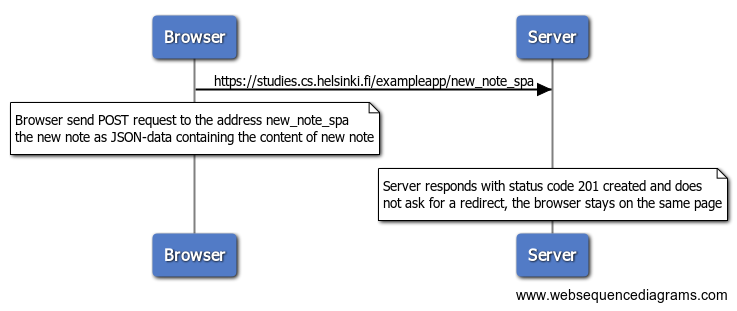 Browser
Server
https://studies.cs.helsinki.fi/exampleapp/new_note_spa
Browser send POST request to the address new_note_spa
the new note as JSON-data containing the content of new note
Server responds with status code 201 created and does
not ask for a redirect, the browser stays on the same page
Browser
Server
www.websequencediagrams.com